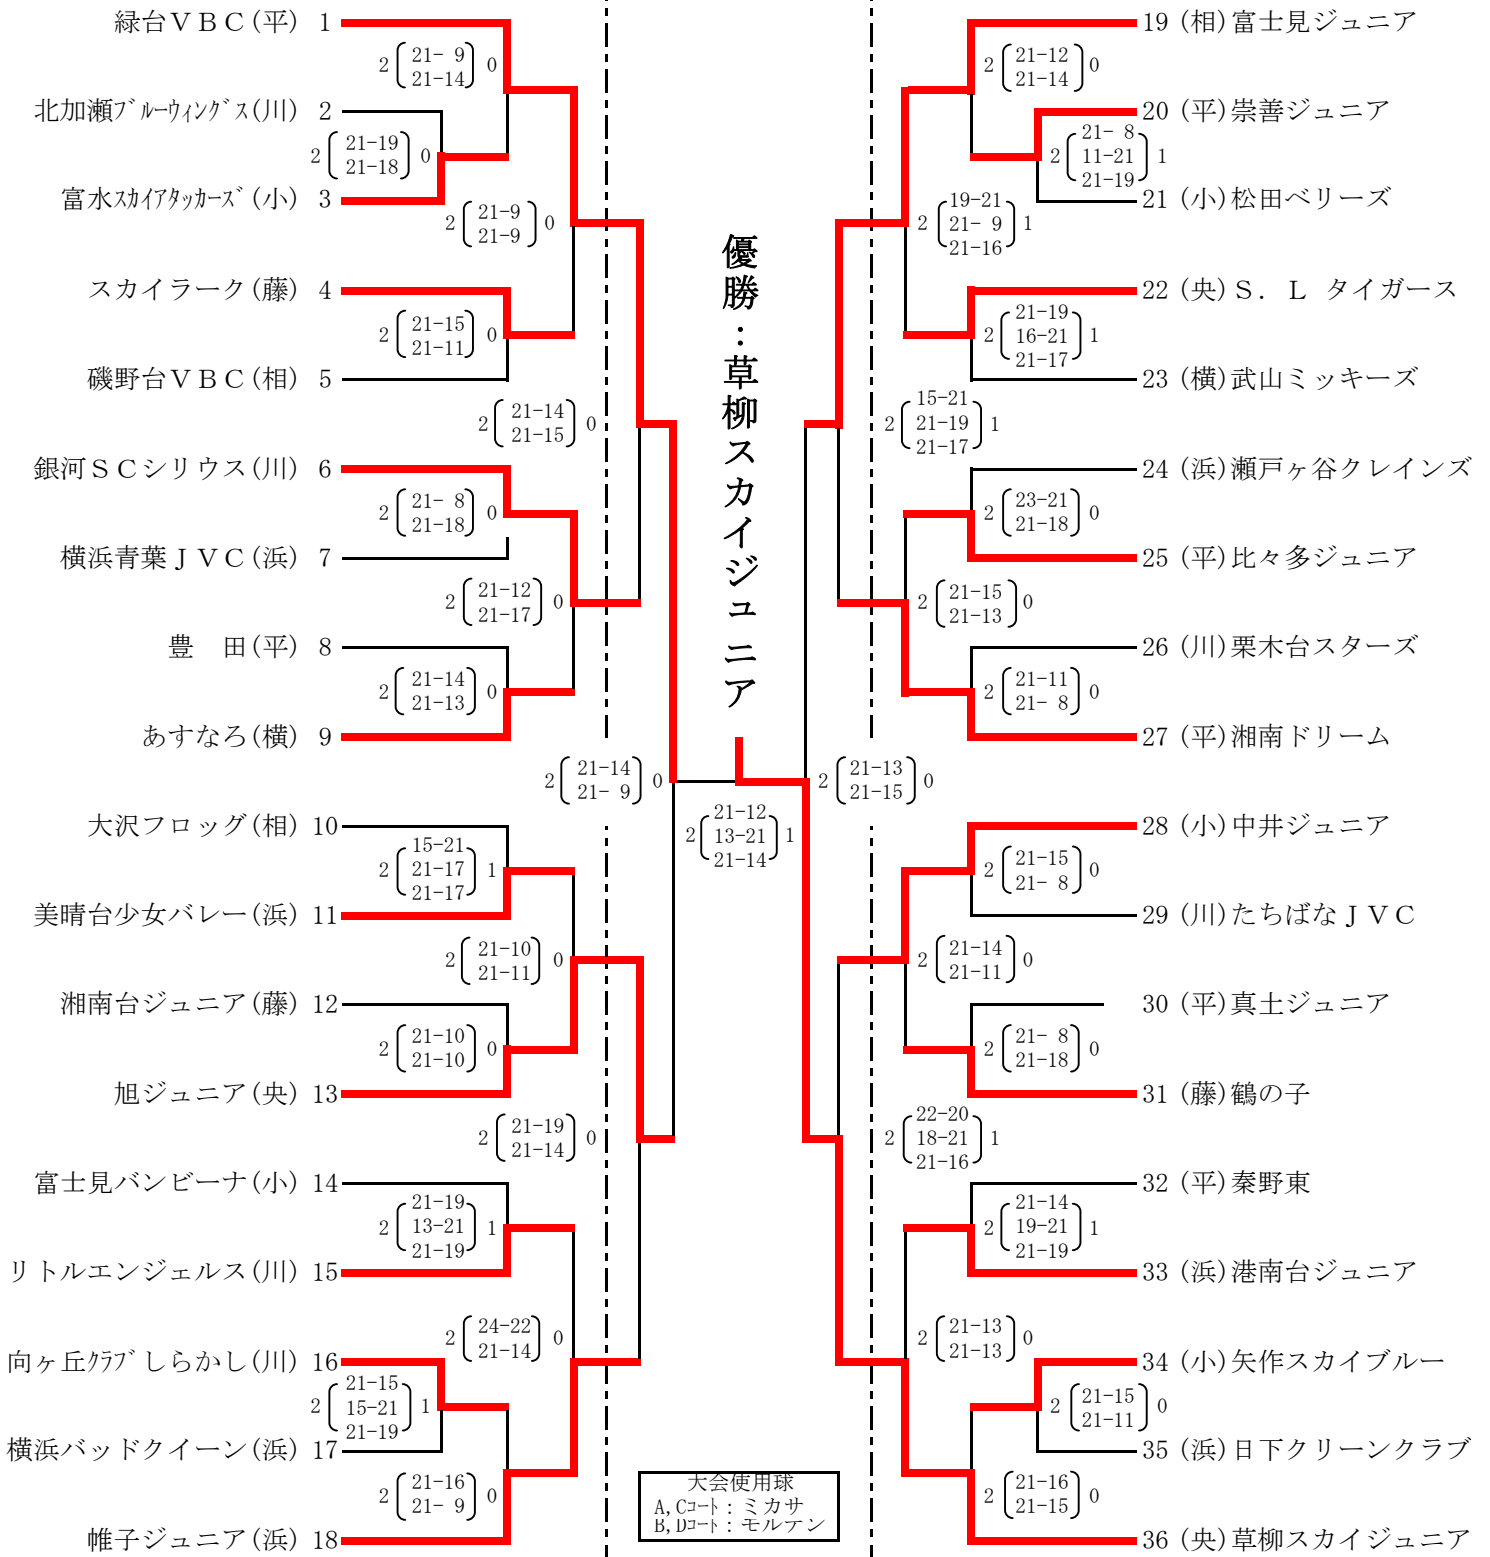 緑台ＶＢＣ(平) 1
2 21- 9 0
21-14
北加瀬ﾌﾞﾙｰｳｨﾝｸﾞｽ(川) 2
2 21-19 0
21-18
富水ｽｶｲｱﾀｯｶｰｽﾞ(小) 3
2 21-9 0
21-9
スカイラーク(藤) 4
2 21-15 0
21-11
磯野台ＶＢＣ(相) 5
2 21-14 0
21-15
銀河ＳＣシリウス(川) 6
2 21- 8 0
21-18
横浜青葉ＪＶＣ(浜) 7
2 21-12 0
21-17
豊　田(平) 8
2 21-14 0
21-13
あすなろ(横) 9
2 21-14 0
21- 9
大沢フロッグ(相) 10
15-21
2 21-17 1
21-17
美晴台少女バレー(浜) 11
2 21-10 0
21-11
湘南台ジュニア(藤) 12
2 21-10 0
21-10
旭ジュニア(央) 13
2 21-19 0
21-14
富士見バンビーナ(小) 14
21-19
2 13-21 1
21-19
リトルエンジェルス(川) 15
2 24-22 0
21-14
向ヶ丘ｸﾗﾌﾞしらかし(川) 16
21-15
2 15-21 1
21-19
横浜バッドクイーン(浜) 17
2 21-16 0
21- 9
帷子ジュニア(浜) 18
優勝：草柳スカイジュニア
21-12
2 13-21 1
21-14
大会使用球
A,Cｺｰﾄ：ミカサ
B,Dｺｰﾄ：モルテン
19 (相)富士見ジュニア
2 21-12 0
21-14
20 (平)崇善ジュニア
21- 8
2 11-21 1
21-19
21 (小)松田ベリーズ
19-21
2 21- 9 1
21-16
22 (央)Ｓ．Ｌ タイガース
21-19
2 16-21 1
21-17
23 (横)武山ミッキーズ
15-21
2 21-19 1
21-17
24 (浜)瀬戸ヶ谷クレインズ
2 23-21 0
21-18
25 (平)比々多ジュニア
2 21-15 0
21-13
26 (川)栗木台スターズ
2 21-11 0
21- 8
27 (平)湘南ドリーム
2 21-13 0
21-15
28 (小)中井ジュニア
2 21-15 0
21- 8
29 (川)たちばなＪＶＣ
2 21-14 0
21-11
30 (平)真土ジュニア
2 21- 8 0
21-18
31 (藤)鶴の子
22-20
2 18-21 1
21-16
32 (平)秦野東
21-14
2 19-21 1
21-19
33 (浜)港南台ジュニア
2 21-13 0
21-13
34 (小)矢作スカイブルー
2 21-15 0
21-11
35 (浜)日下クリーンクラブ
2 21-16 0
21-15
36 (央)草柳スカイジュニア